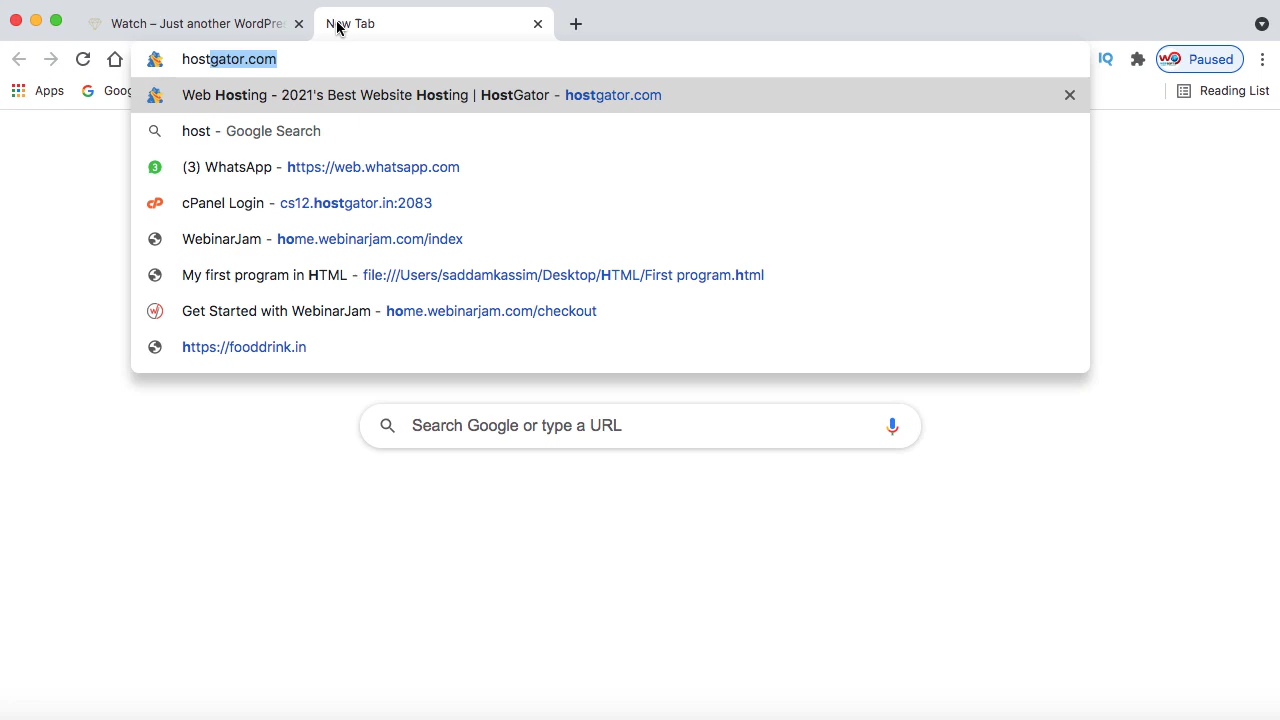 Watch – Just another WordPre
New Tab
hostgator.com
IQ
Paused
Apps
Goog
Reading List
Web Hosting - 2021's Best Website Hosting | HostGator - hostgator.com
host - Google Search
(3) WhatsApp - https://web.whatsapp.com
cPanel Login - cs12.hostgator.in:2083
WebinarJam - home.webinarjam.com/index
My first program in HTML - file:///Users/saddamkassim/Desktop/HTML/First program.html
Get Started with WebinarJam - home.webinarjam.com/checkout
https://fooddrink.in
Search Google or type a URL